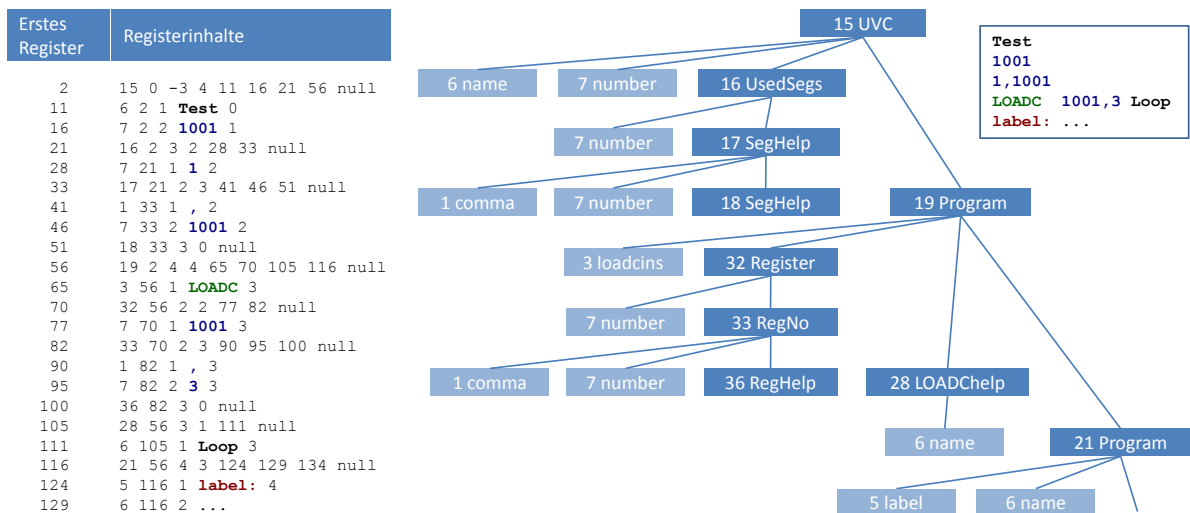 Erstes Register Registerinhalte
2 15 0 -3 4 11 16 21 56 null
11 6 2 1 Test 0
16 7 2 2 1001 1
21 16 2 3 2 28 33 null
28 7 21 1 1 2
33 17 21 2 3 41 46 51 null
41 1 33 1 , 2
46 7 33 2 1001 2
51 18 33 3 0 null
56 19 2 4 4 65 70 105 116 null
65 3 56 1 LOADC 3
70 32 56 2 2 77 82 null
77 7 70 1 1001 3
82 33 70 2 3 90 95 100 null
90 1 82 1 , 3
95 7 82 2 3 3
100 36 82 3 0 null
105 28 56 3 1 111 null
111 6 105 1 Loop 3
116 21 56 4 3 124 129 134 null
124 5 116 1 label: 4
129 6 116 2 ...
15 UVC
6 name 7 number 16 UsedSegs
7 number 17 SegHelp
1 comma 7 number 18 SegHelp 19 Program
3 loadcins 32 Register
7 number 33 RegNo
1 comma 7 number 36 RegHelp 28 LOADChelp
6 name 21 Program
5 label 6 name
Test
1001
1,1001
LOADC 1001,3 Loop
label: ...